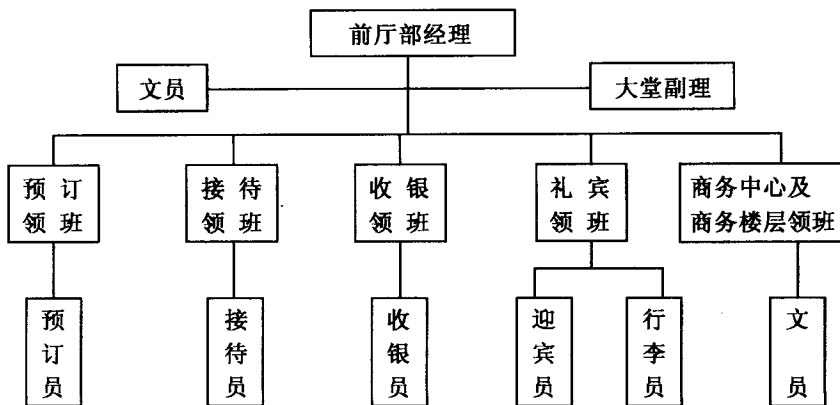 前厅部经理
文员
大堂副理
预订
领班
接待
领班
收银
领班
礼宾
领班
商务中心及
商务楼层领班
预订员
接待员
收银员
迎宾员
行李员
文员